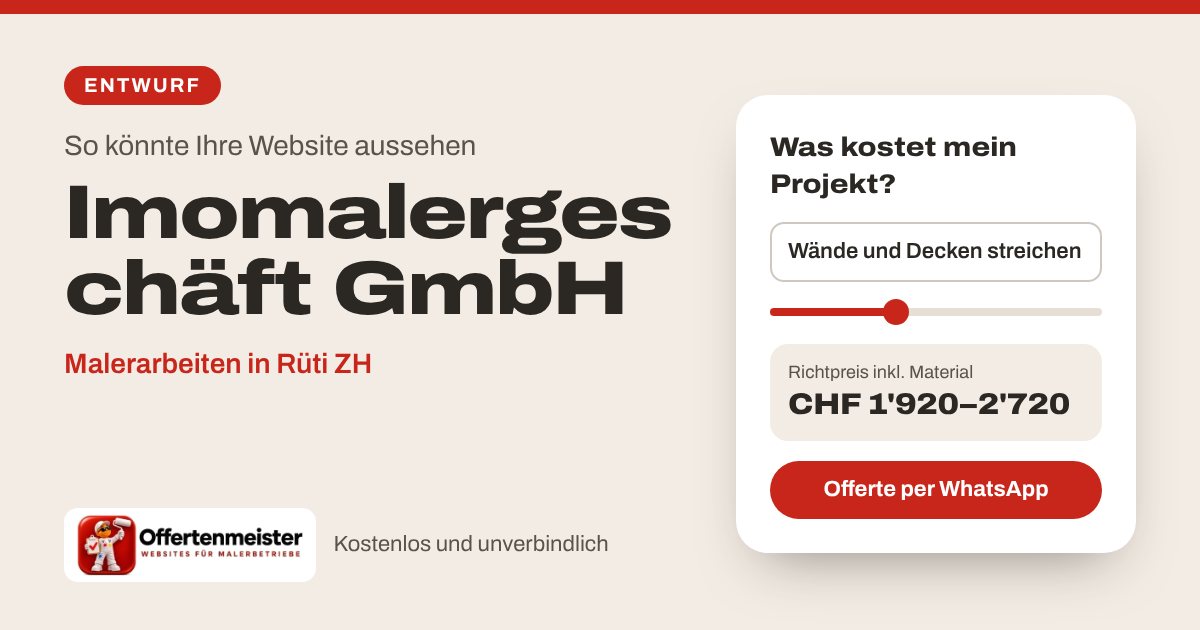 ENTWURF
So könnte Ihre Website aussehen
Imomalerges
chäft GmbH
Malerarbeiten in Rüti ZH
Offertenmeister
WEBSITES FÜR MALERBETRIEBE
Kostenlos und unverbindlich
Was kostet mein
Projekt?
Wände und Decken streichen
Richtpreis inkl. Material
CHF 1'920–2'720
Offerte per WhatsApp